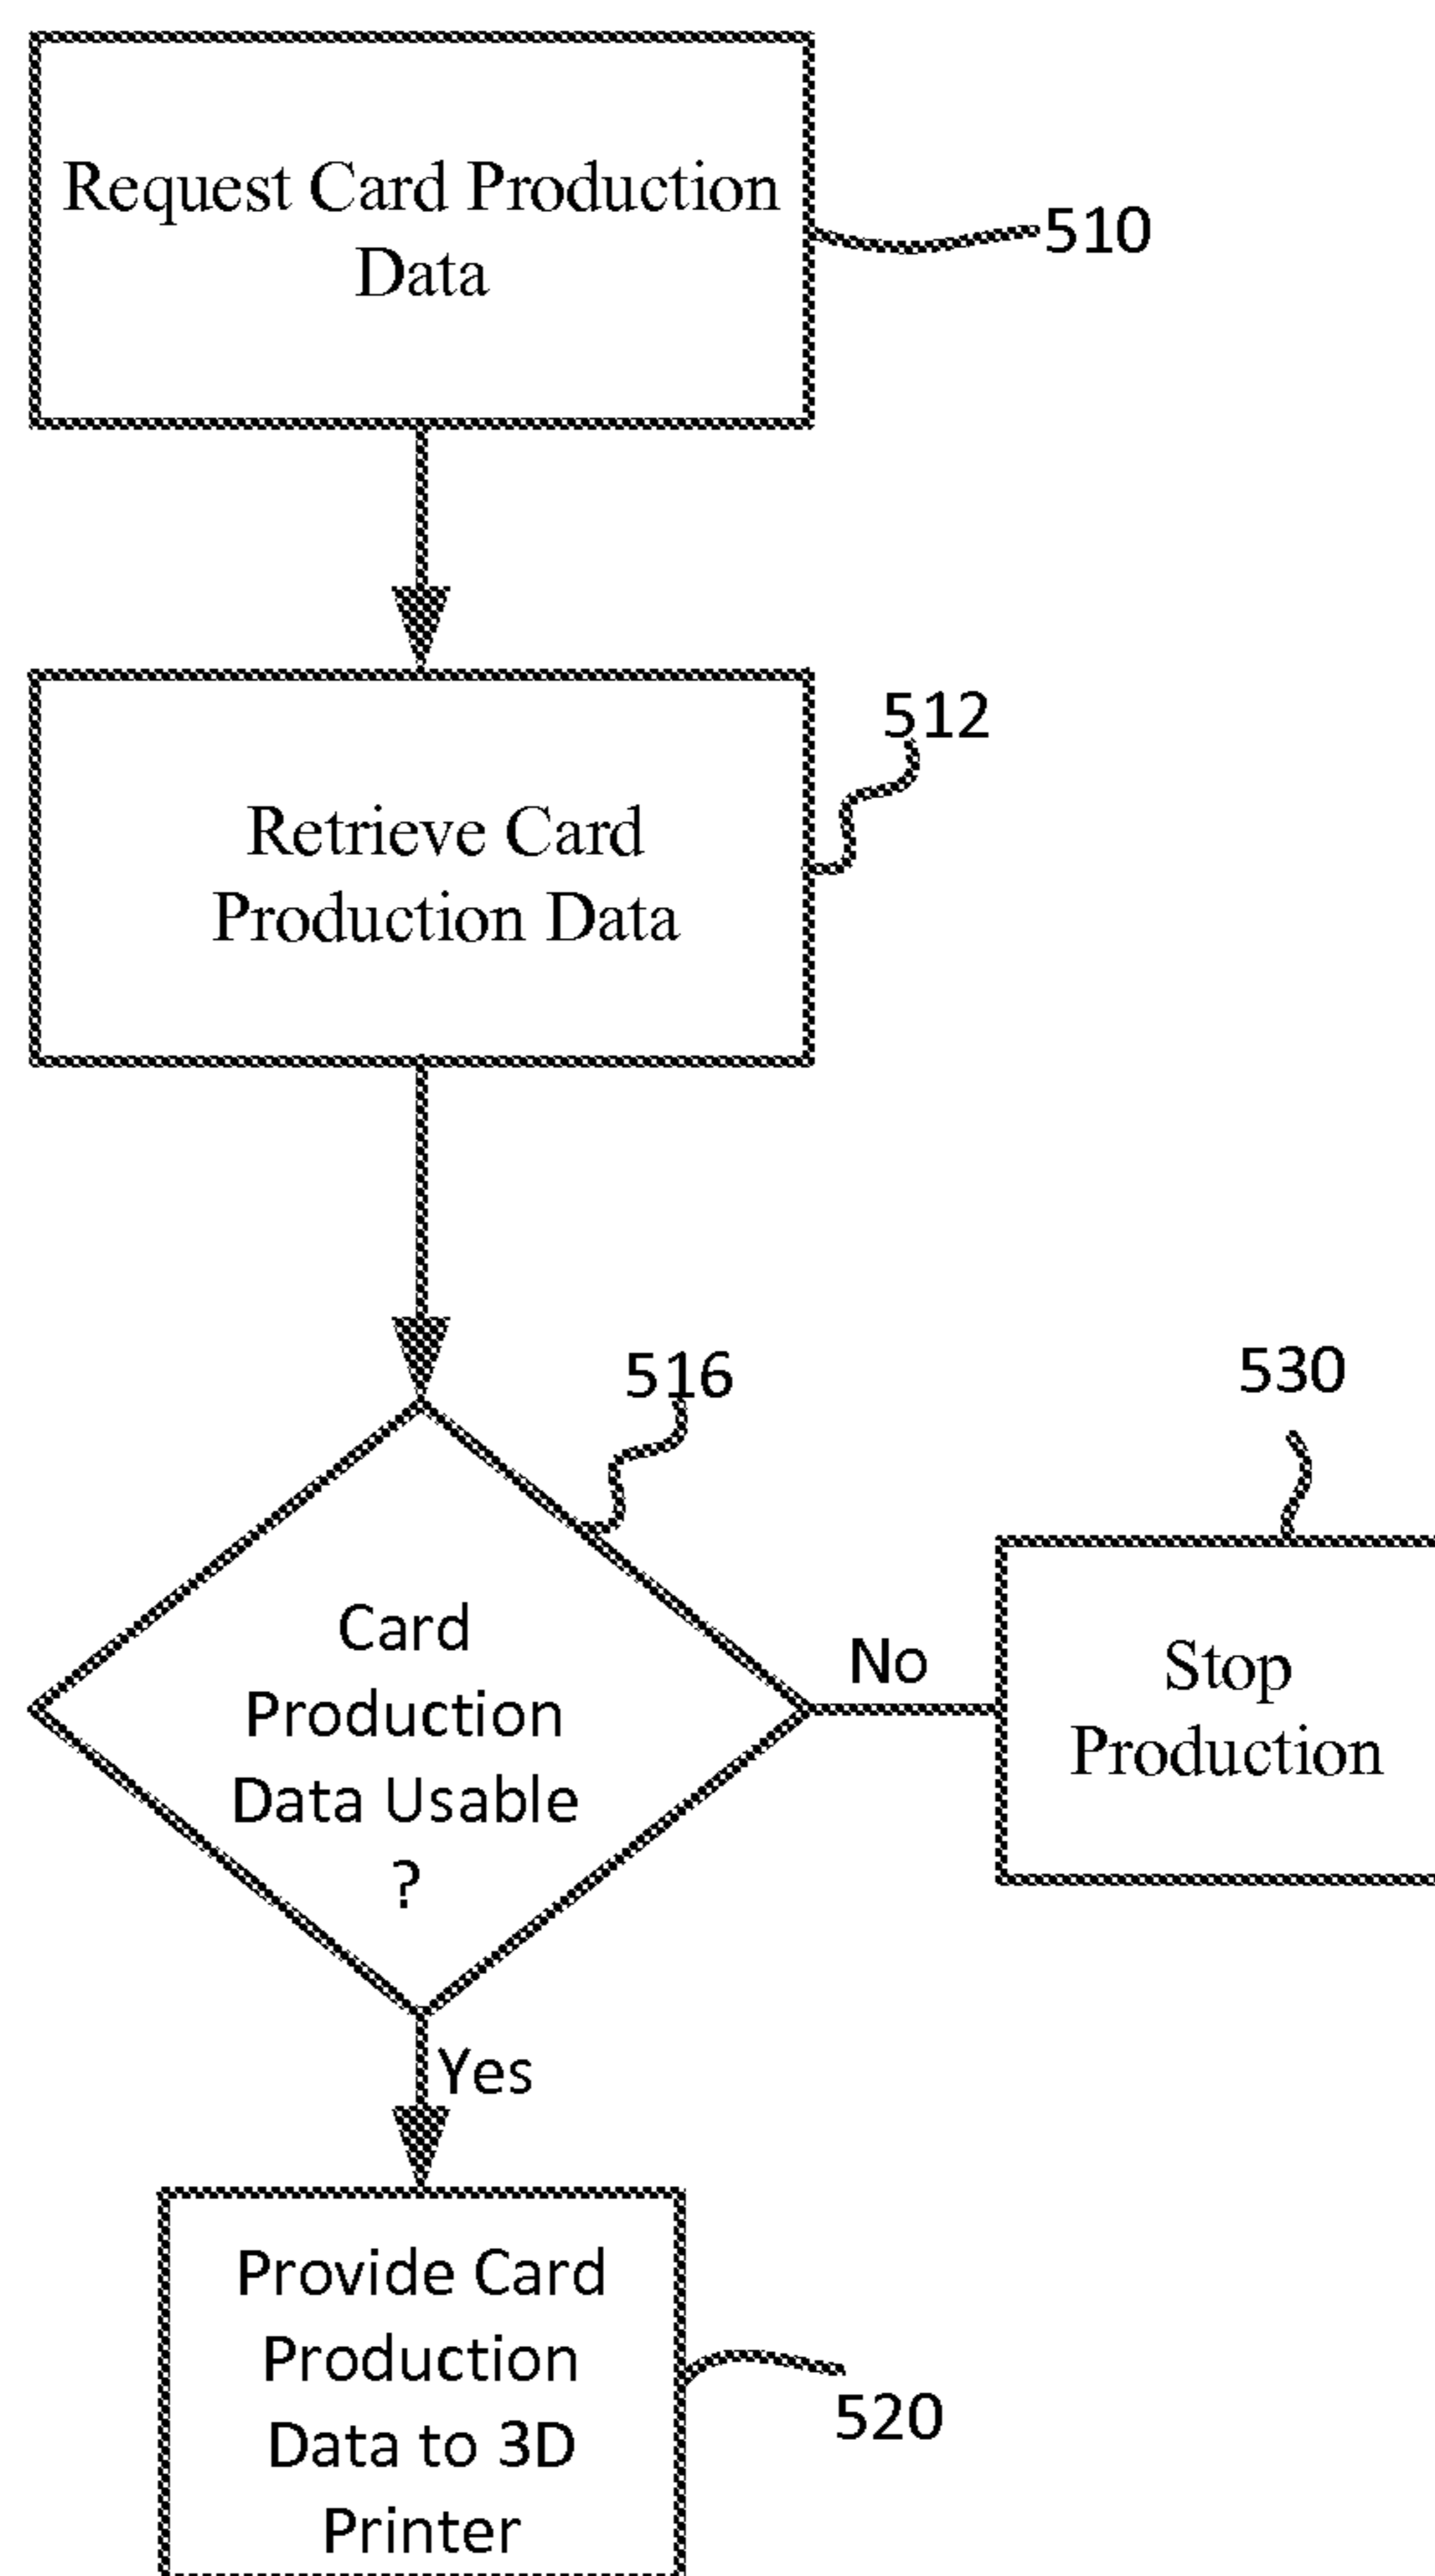 Request Card Production
Data
510
512
Retrieve Card
Production Data
516
530
Card
Production
Data Usable
?
No
Stop
Production
Yes
Provide Card
Production
Data to 3D
Printer
520